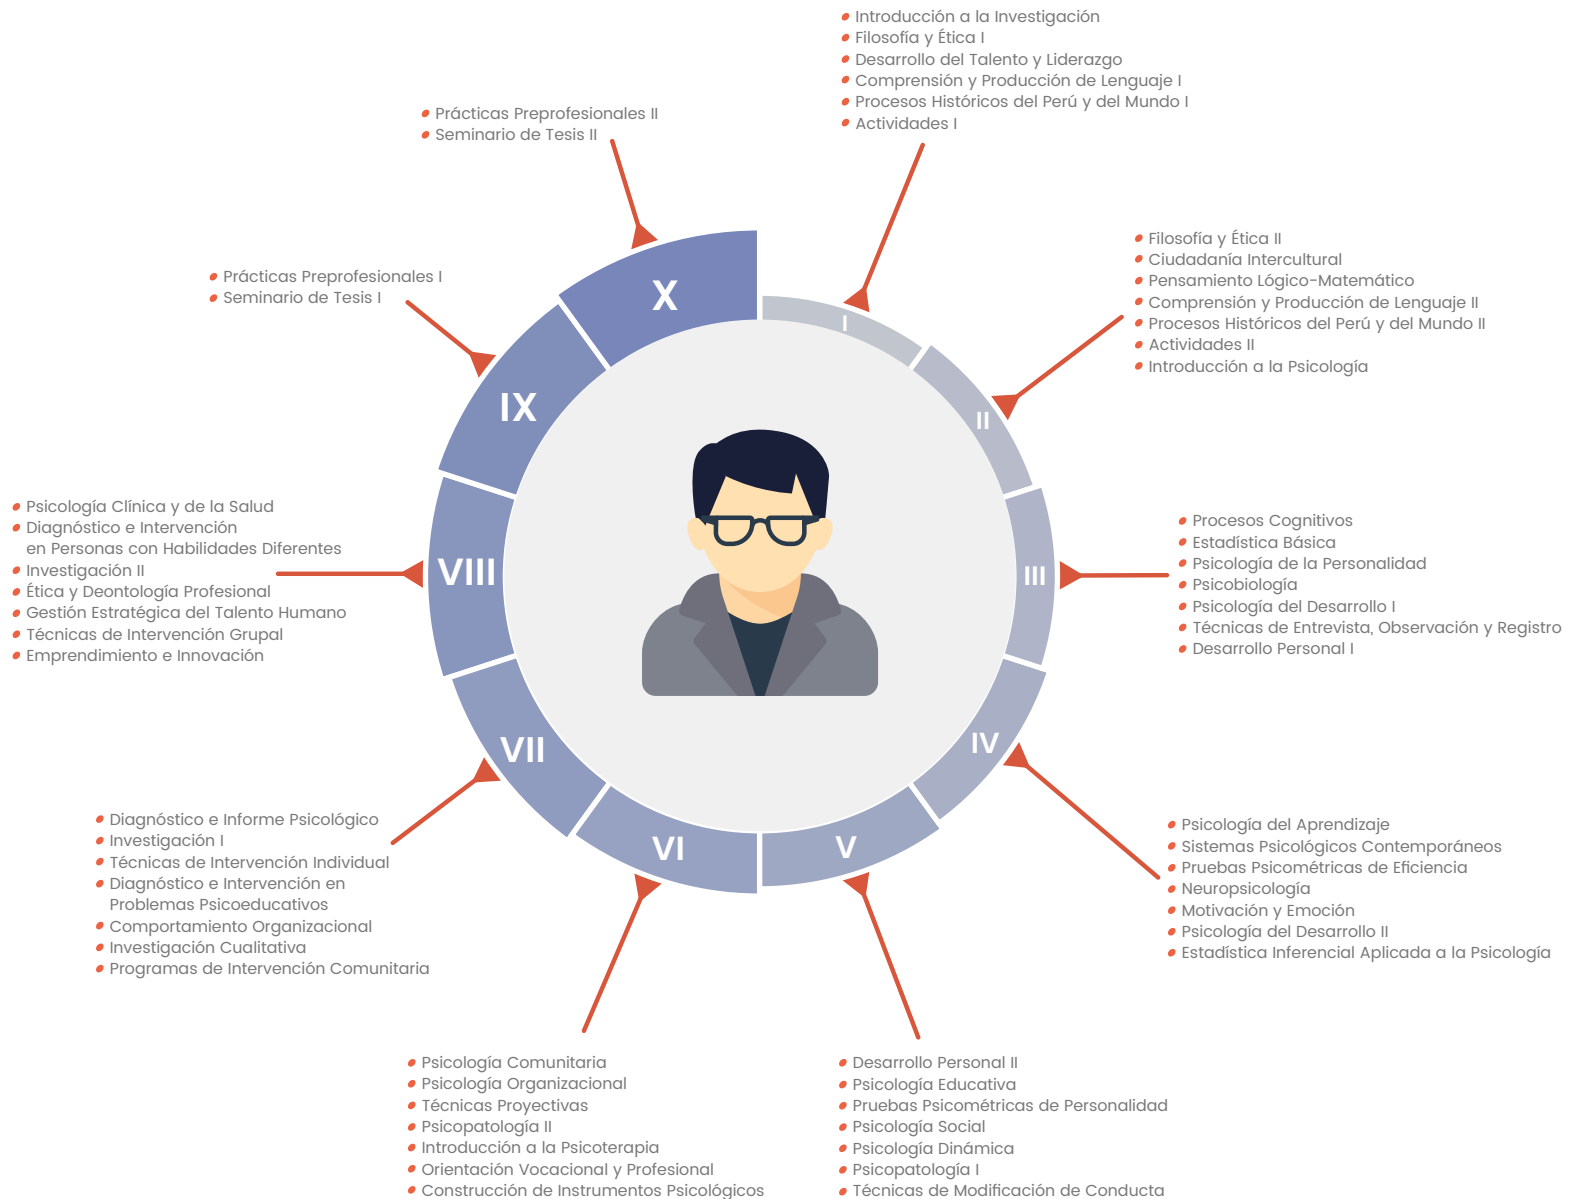 Introducción a la Investigación
Filosofía y Ética I
Desarrollo del Talento y Liderazgo
Comprensión y Producción de Lenguaje I
Procesos Históricos del Perú y del Mundo I
Actividades I
I
Filosofía y Ética II
Ciudadanía Intercultural
Pensamiento Lógico-Matemático
Comprensión y Producción de Lenguaje II
Procesos Históricos del Perú y del Mundo II
Actividades II
Introducción a la Psicología
II
Procesos Cognitivos
Estadística Básica
Psicología de la Personalidad
Psicobiología
Psicología del Desarrollo I
Técnicas de Entrevista, Observación y Registro
Desarrollo Personal I
III
Psicología del Aprendizaje
Sistemas Psicológicos Contemporáneos
Pruebas Psicométricas de Eficiencia
Neuropsicología
Motivación y Emoción
Psicología del Desarrollo II
Estadística Inferencial Aplicada a la Psicología
IV
Desarrollo Personal II
Psicología Educativa
Pruebas Psicométricas de Personalidad
Psicología Social
Psicología Dinámica
Psicopatología I
Técnicas de Modificación de Conducta
V
Psicología Comunitaria
Psicología Organizacional
Técnicas Proyectivas
Psicopatología II
Introducción a la Psicoterapia
Orientación Vocacional y Profesional
Construcción de Instrumentos Psicológicos
VI
Diagnóstico e Informe Psicológico
Investigación I
Técnicas de Intervención Individual
Diagnóstico e Intervención en
Problemas Psicoeducativos
Comportamiento Organizacional
Investigación Cualitativa
Programas de Intervención Comunitaria
VII
Psicología Clínica y de la Salud
Diagnóstico e Intervención
en Personas con Habilidades Diferentes
Investigación II
Ética y Deontología Profesional
Gestión Estratégica del Talento Humano
Técnicas de Intervención Grupal
Emprendimiento e Innovación
VIII
Prácticas Preprofesionales I
Seminario de Tesis I
IX
Prácticas Preprofesionales II
Seminario de Tesis II
X